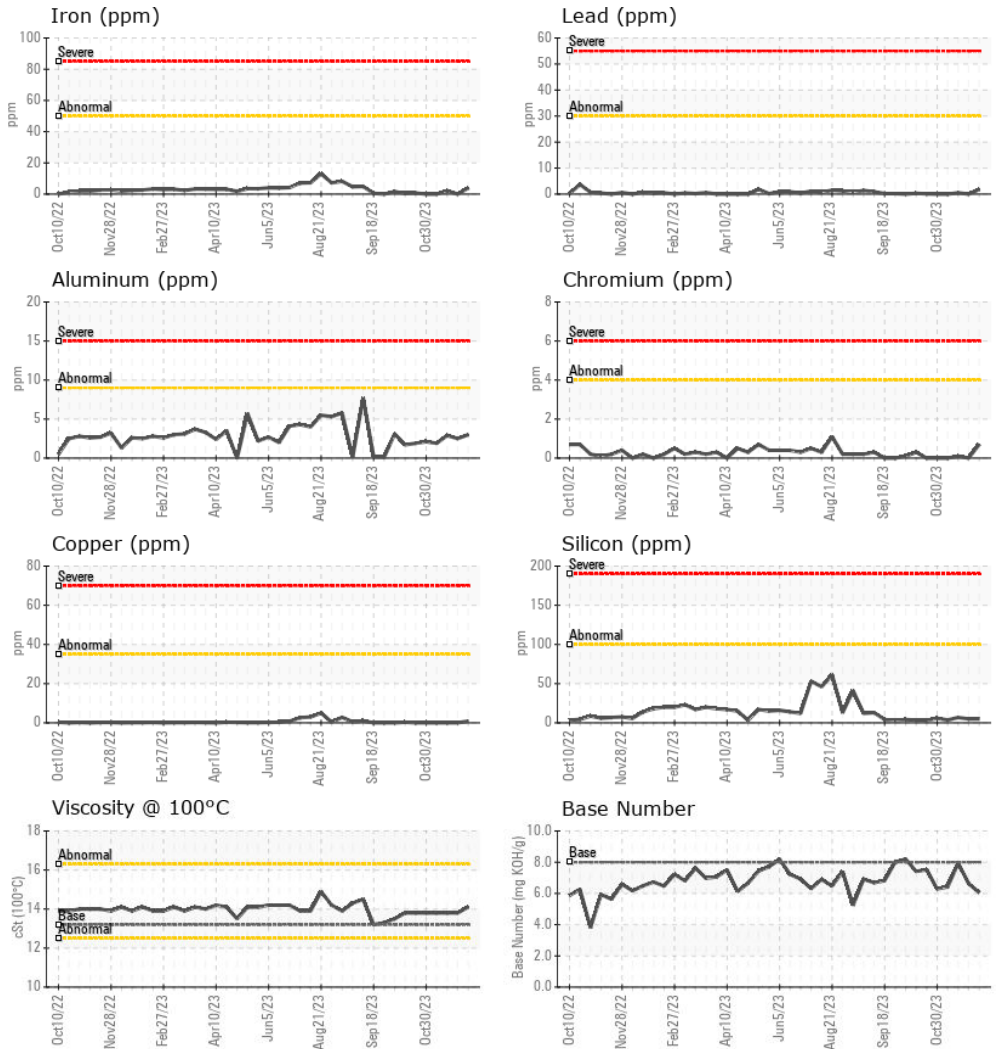 Iron (ppm)
100
80
60
40
20
0
ppm
Severe
Abnormal
Oct10/22
Nov28/22
Feb27/23
Apr10/23
Jun5/23
Aug21/23
Sep18/23
Oct30/23
Lead (ppm)
60
50
40
30
20
10
0
ppm
Severe
Abnormal
Oct10/22
Nov28/22
Feb27/23
Apr10/23
Jun5/23
Aug21/23
Sep18/23
Oct30/23
Aluminum (ppm)
20
15
10
5
0
ppm
Severe
Abnormal
Oct10/22
Nov28/22
Feb27/23
Apr10/23
Jun5/23
Aug21/23
Sep18/23
Oct30/23
Chromium (ppm)
8
6
4
2
0
ppm
Severe
Abnormal
Oct10/22
Nov28/22
Feb27/23
Apr10/23
Jun5/23
Aug21/23
Sep18/23
Oct30/23
Copper (ppm)
80
60
40
20
0
ppm
Severe
Abnormal
Oct10/22
Nov28/22
Feb27/23
Apr10/23
Jun5/23
Aug21/23
Sep18/23
Oct30/23
Silicon (ppm)
200
150
100
50
0
ppm
Severe
Abnormal
Oct10/22
Nov28/22
Feb27/23
Apr10/23
Jun5/23
Aug21/23
Sep18/23
Oct30/23
Viscosity @ 100°C
18
16
14
12
10
cSt (100°C)
Abnormal
Base
Abnormal
Oct10/22
Nov28/22
Feb27/23
Apr10/23
Jun5/23
Aug21/23
Sep18/23
Oct30/23
Base Number
10.0
8.0
6.0
4.0
2.0
0.0
Base Number (mg KOH/g)
Base
Oct10/22
Nov28/22
Feb27/23
Apr10/23
Jun5/23
Aug21/23
Sep18/23
Oct30/23